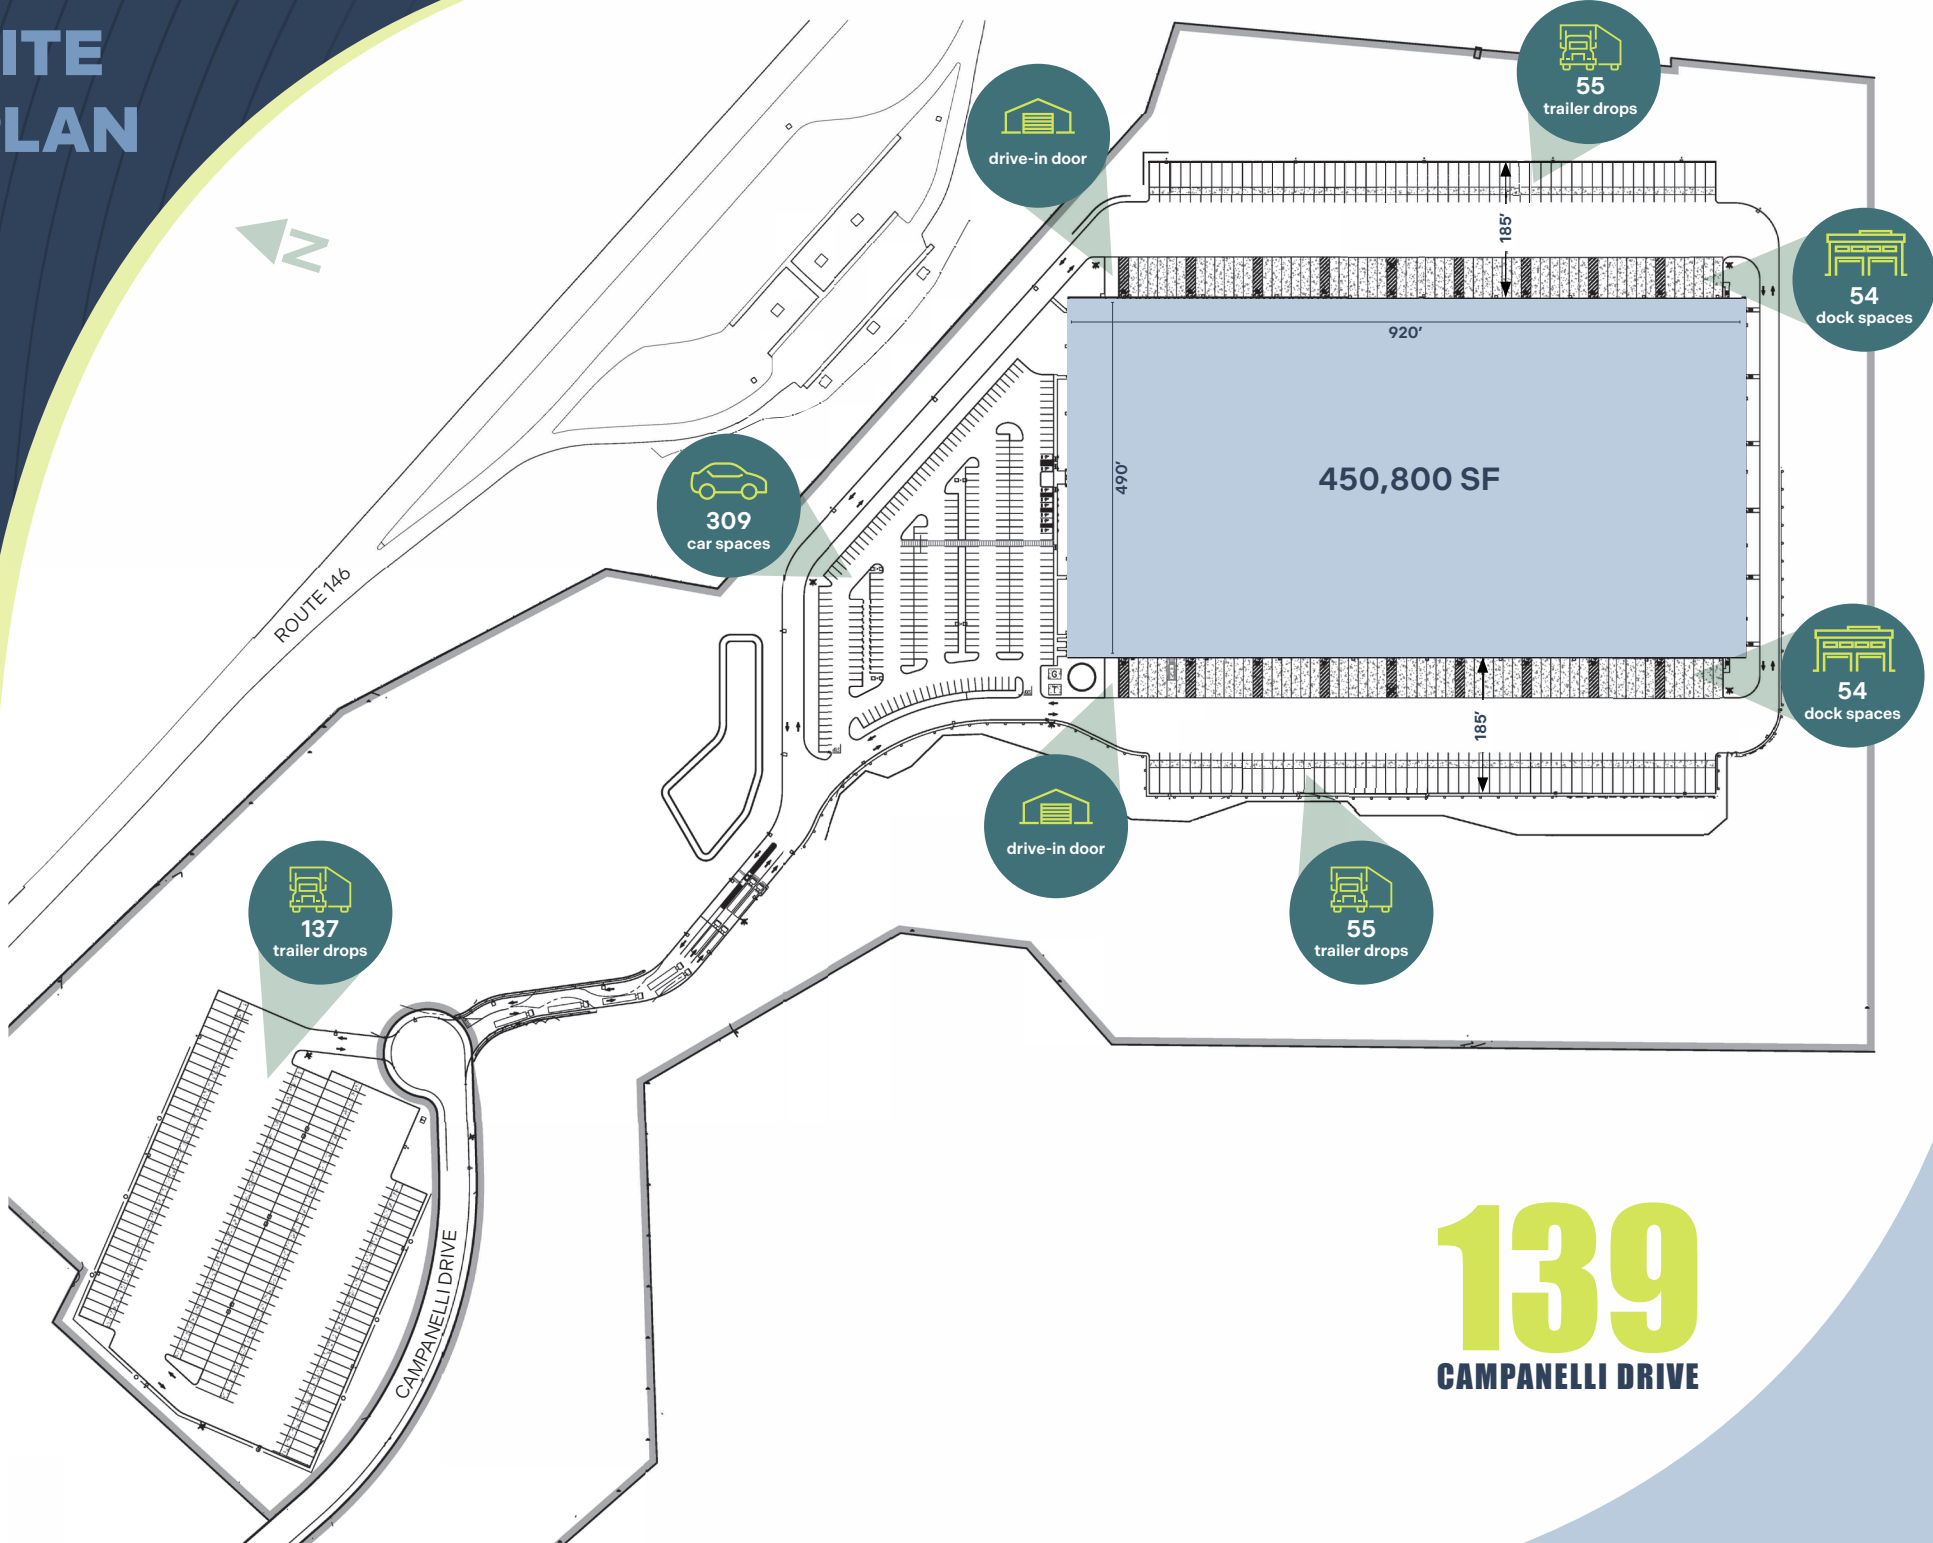 ITE
PLAN
N
55
trailer drops
drive-in door
185'
54
dock spaces
920'
490'
450,800 SF
309
car spaces
ROUTE 146
54
dock spaces
185'
G
T
drive-in door
55
trailer drops
137
trailer drops
CAMPANELLI DRIVE
139
CAMPANELLI DRIVE